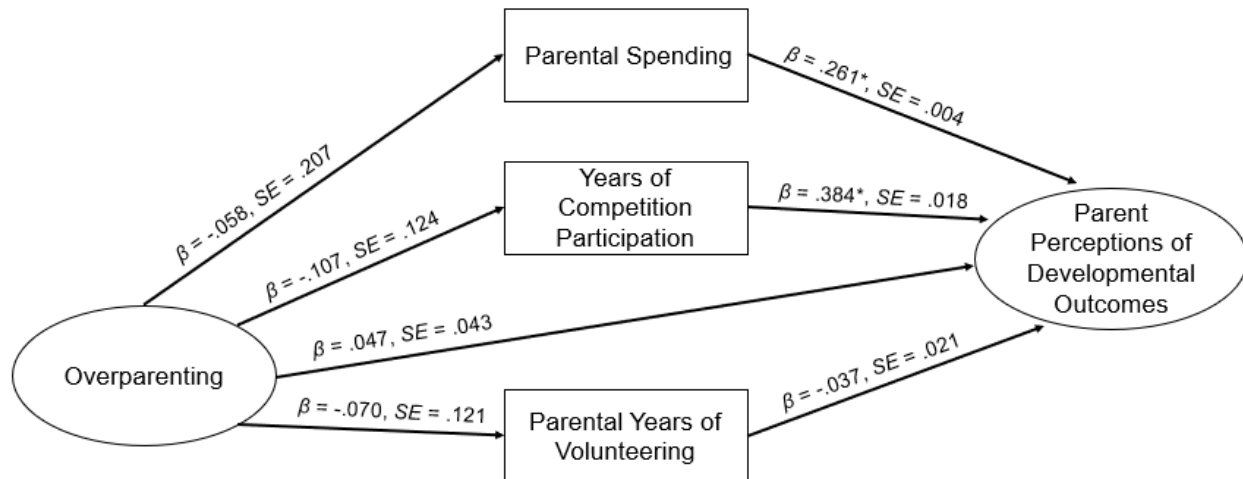 Parental Spending
β = .261*, SE = .004
β = -.058, SE = .207
Years of
Competition
Participation
β = .384*, SE = .018
β = -.107, SE = .124
Parent
Perceptions of
Developmental
Outcomes
β = .047, SE = .043
Overparenting
β = -.070, SE = .121
Parental Years of
Volunteering
β = -.037, SE = .021